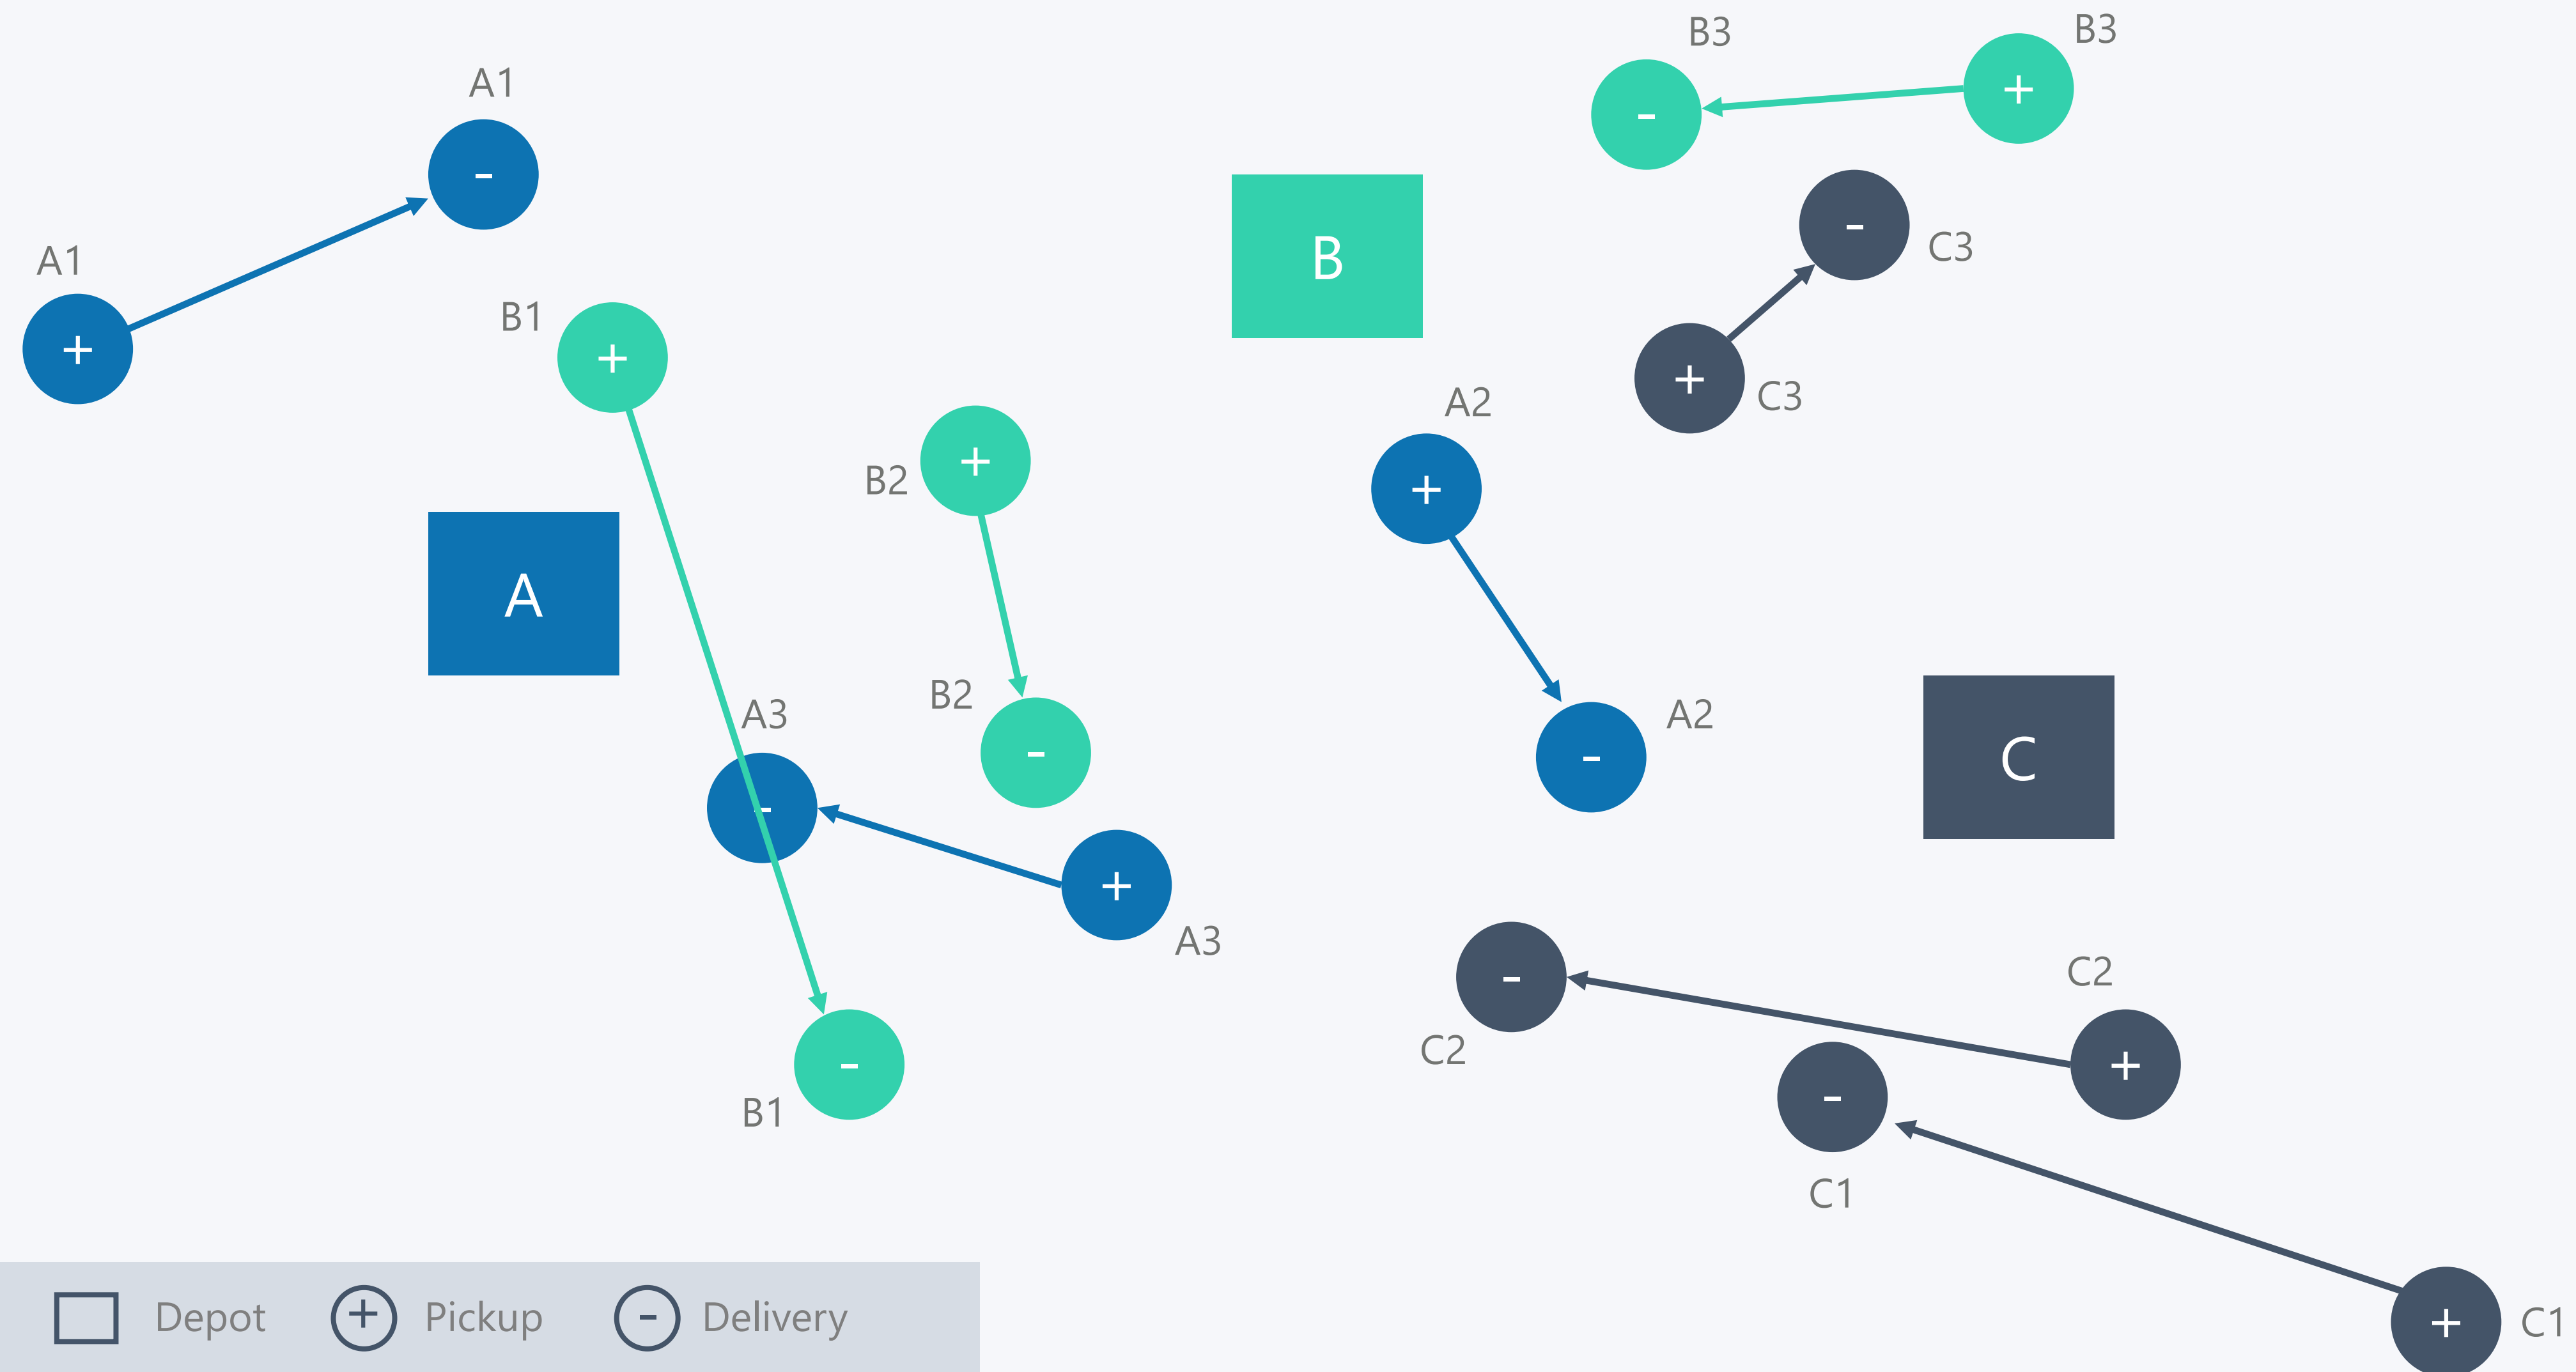 B3
B3
A1
-
+
-
A1
B
-
C3
B1
+
+
A2
+
C3
B2
+
+
A
B2
A3
-
A2
-
C
-
+
A3
-
C2
C2
-
+
B1
-
C1
+
C1
Depot
+
Pickup
-
Delivery